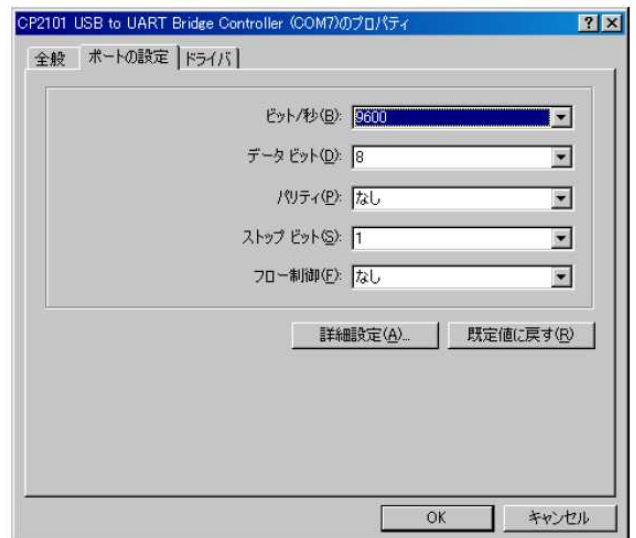 CP2101 USB to UART Bridge Controller (COM7)のプロパティ
全般 ポートの設定 ドライバ
ビット/秒(B): 9600
データ ビット(D): 8
パリティ(P): なし
ストップ ビット(S): 1
フロー制御(F): なし
詳細設定(A)... 既定値に戻す(R)
OK キャンセル